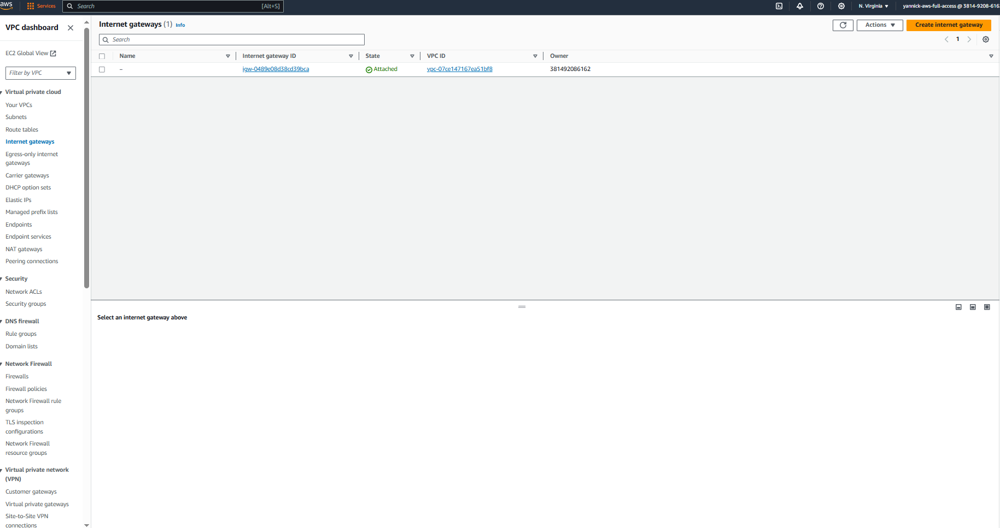 aws
Services
Search
[Alt+S]
N. Virginia
yannick-aws-full-access @ 3814-9208-616
VPC dashboard
EC2 Global View
Filter by VPC
Virtual private cloud
Your VPCs
Subnets
Route tables
Internet gateways
Egress-only internet
gateways
Carrier gateways
DHCP option sets
Elastic IPs
Managed prefix lists
Endpoints
Endpoint services
NAT gateways
Peering connections
Security
Network ACLs
Security groups
DNS firewall
Rule groups
Domain lists
Network Firewall
Firewalls
Firewall policies
Network Firewall rule
groups
TLS inspection
configurations
Network Firewall
resource groups
Virtual private network
(VPN)
Customer gateways
Virtual private gateways
Site-to-Site VPN
connections
Internet gateways (1) Info
Actions
Create internet gateway
Search
1
Name
Internet gateway ID
State
VPC ID
Owner
–
igw-0489e08d38cd39bca
Attached
vpc-07ce147167ea51bf8
381492086162
Select an internet gateway above